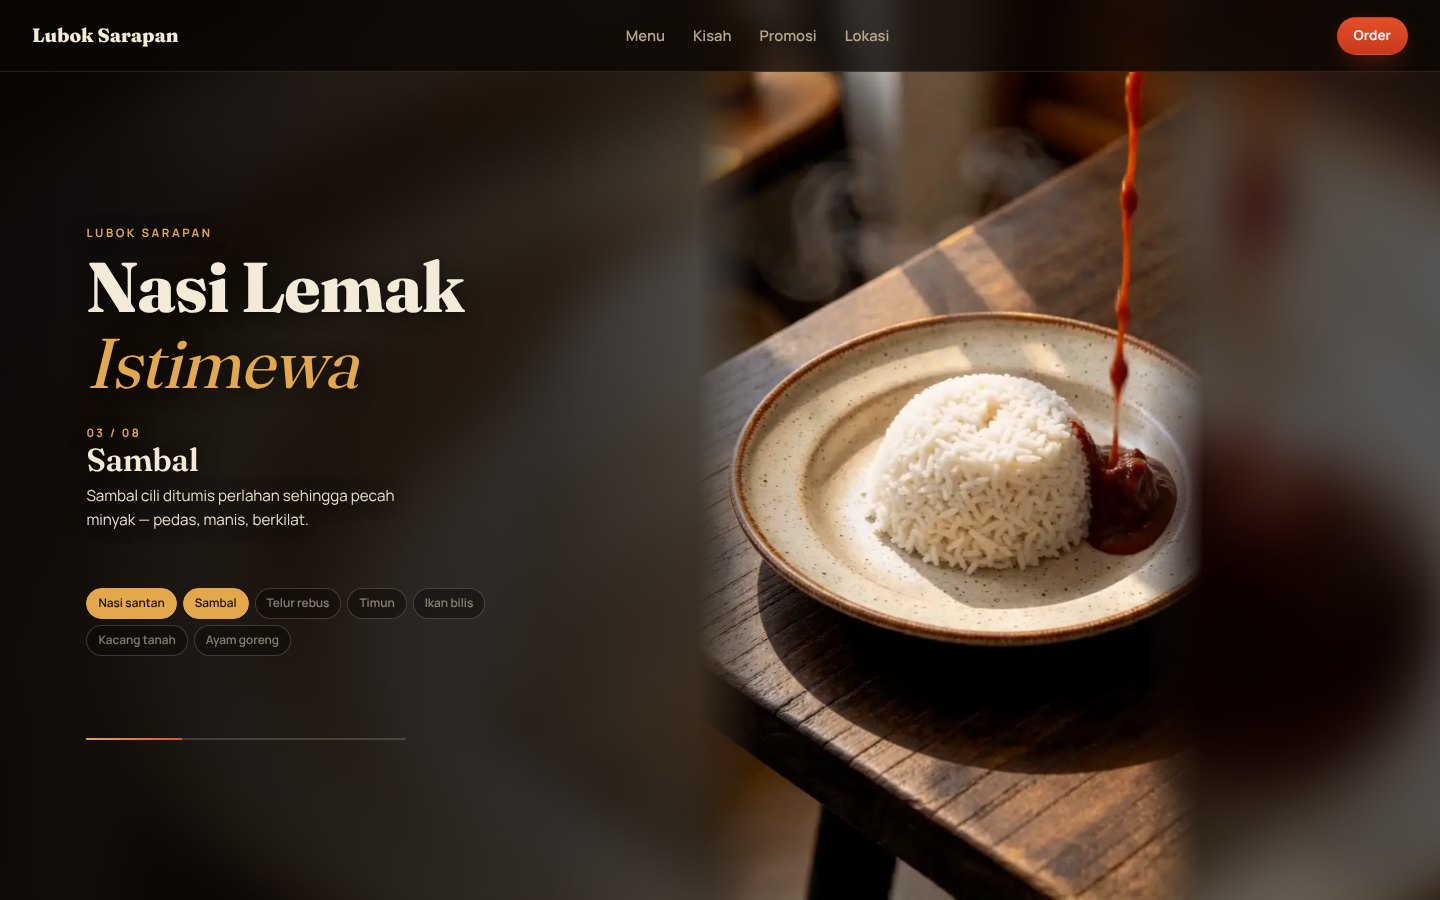 Lubok Sarapan
Menu Kisah Promosi Lokasi
Order
LUBOK SARAPAN
Nasi Lemak
Istimewa
03 / 08
Sambal
Sambal cili ditumis perlahan sehingga pecah
minyak — pedas, manis, berkilat.
Nasi santan Sambal Telur rebus Timun Ikan bilis
Kacang tanah Ayam goreng